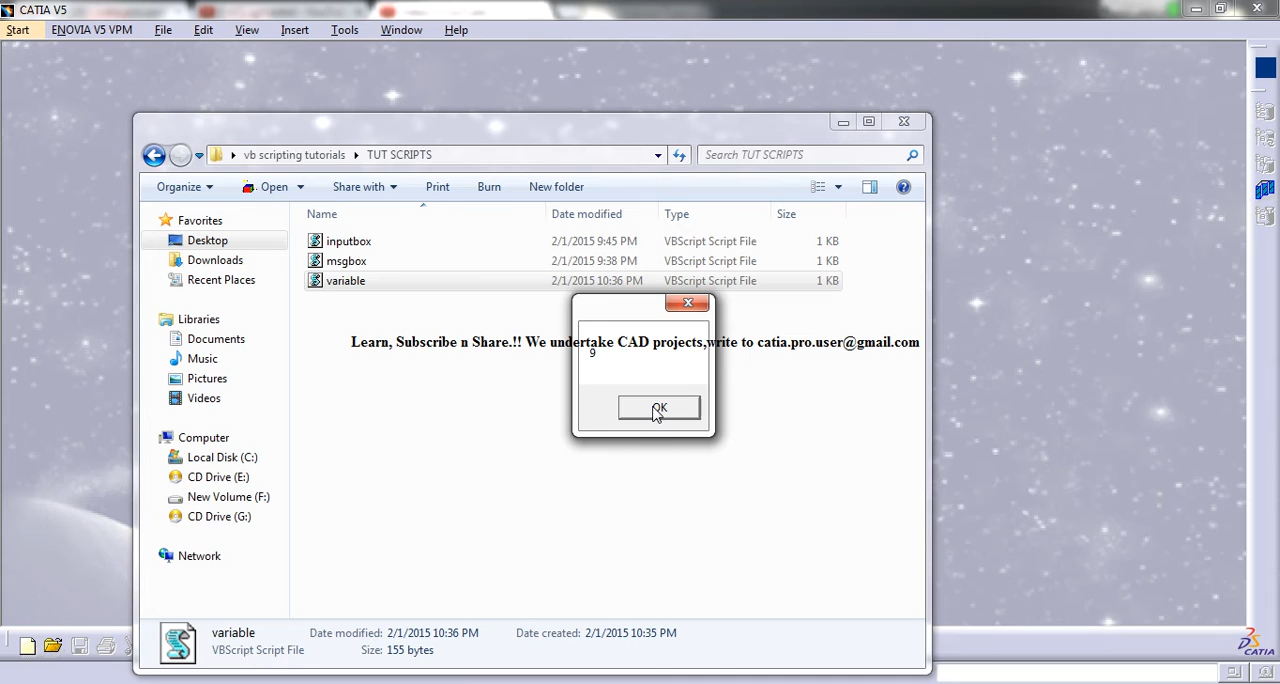 CATIA V5
Start ENOVIA V5 VPM File Edit View Insert Tools Window Help
vb scripting tutorials TUT SCRIPTS Search TUT SCRIPTS
Organize Open Share with Print Burn New folder
Name Date modified Type Size
Favorites
Desktop
Downloads
Recent Places
Libraries
Documents
Music
Pictures
Videos
Computer
Local Disk (C:)
CD Drive (E:)
New Volume (F:)
CD Drive (G:)
Network
inputbox 2/1/2015 9:45 PM VBScript Script File 1 KB
msgbox 2/1/2015 9:38 PM VBScript Script File 1 KB
variable 2/1/2015 10:36 PM VBScript Script File 1 KB
Learn, Subscribe n Share.!! We undertake CAD projects,write to catia.pro.user@gmail.com
9
OK
variable Date modified: 2/1/2015 10:36 PM Date created: 2/1/2015 10:35 PM
VBScript Script File Size: 155 bytes
DS CATIA